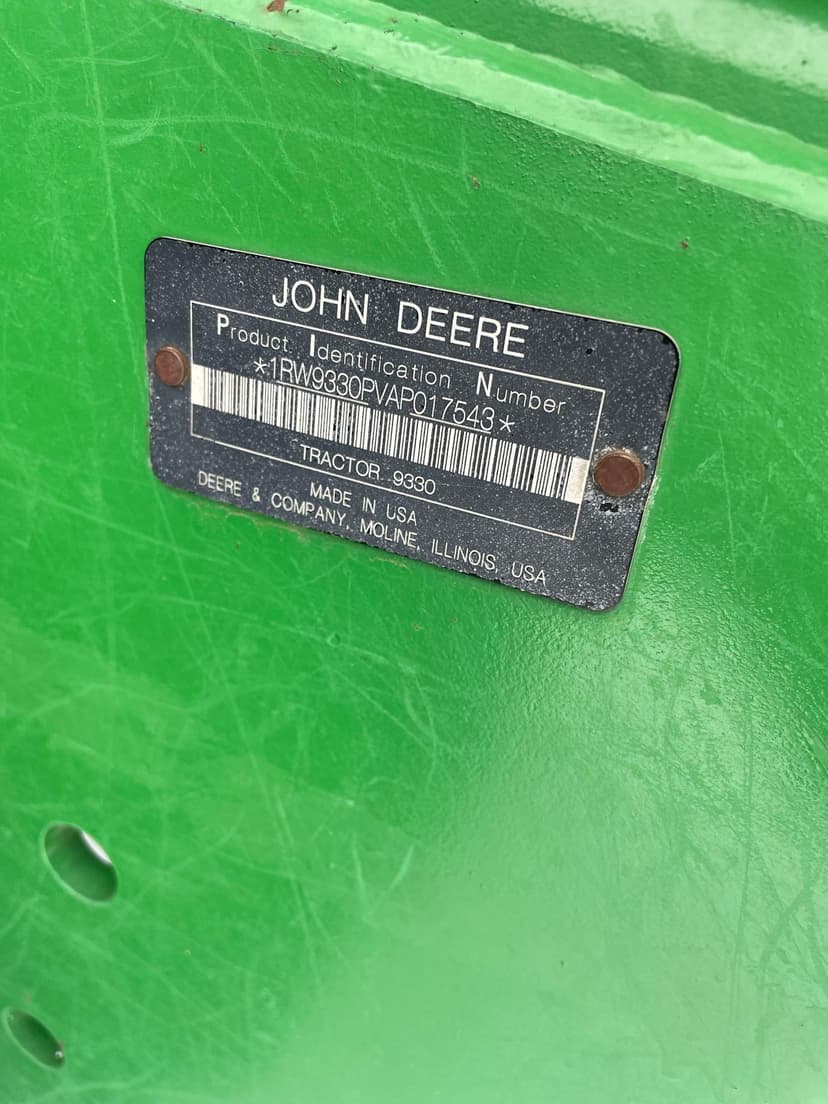 JOHN DEERE
Product Identification Number
*1RW9330PVAP017543*
TRACTOR 9330
MADE IN USA
DEERE & COMPANY, MOLINE, ILLINOIS, USA